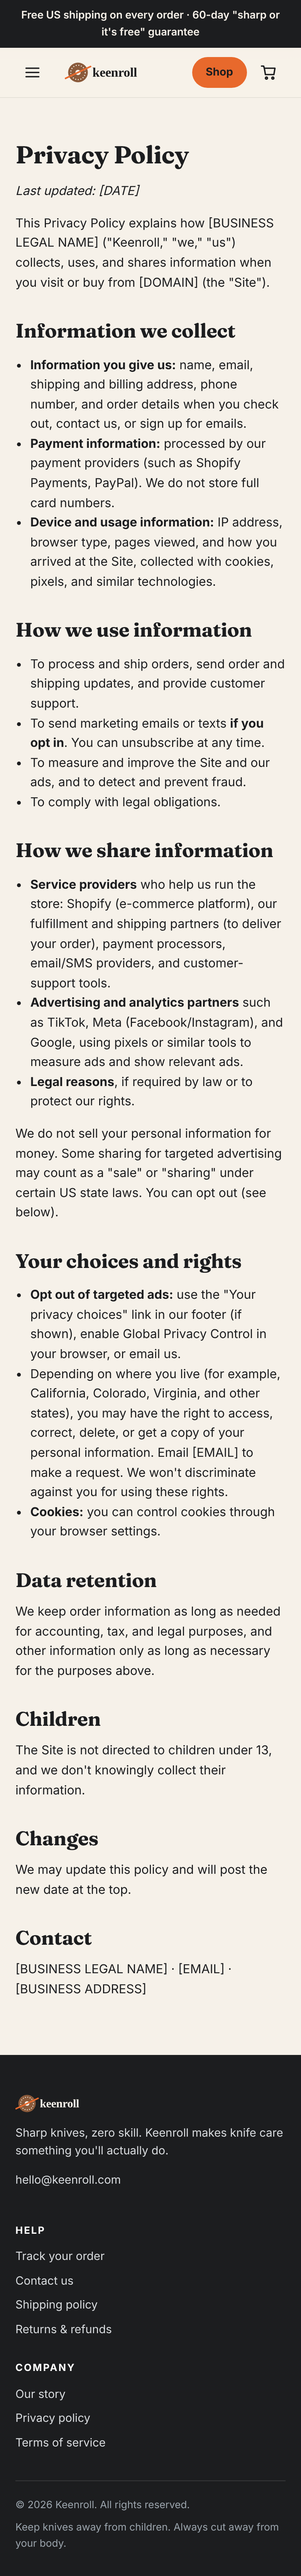 Free US shipping on every order · 60-day "sharp or
it's free" guarantee
keenroll
Shop
Privacy Policy
Last updated: [DATE]
This Privacy Policy explains how [BUSINESS
LEGAL NAME] ("Keenroll," "we," "us")
collects, uses, and shares information when
you visit or buy from [DOMAIN] (the "Site").
Information we collect
• Information you give us: name, email,
shipping and billing address, phone
number, and order details when you check
out, contact us, or sign up for emails.
• Payment information: processed by our
payment providers (such as Shopify
Payments, PayPal). We do not store full
card numbers.
• Device and usage information: IP address,
browser type, pages viewed, and how you
arrived at the Site, collected with cookies,
pixels, and similar technologies.
How we use information
• To process and ship orders, send order and
shipping updates, and provide customer
support.
• To send marketing emails or texts if you
opt in. You can unsubscribe at any time.
• To measure and improve the Site and our
ads, and to detect and prevent fraud.
• To comply with legal obligations.
How we share information
• Service providers who help us run the
store: Shopify (e-commerce platform), our
fulfillment and shipping partners (to deliver
your order), payment processors,
email/SMS providers, and customer-
support tools.
• Advertising and analytics partners such
as TikTok, Meta (Facebook/Instagram), and
Google, using pixels or similar tools to
measure ads and show relevant ads.
• Legal reasons, if required by law or to
protect our rights.
We do not sell your personal information for
money. Some sharing for targeted advertising
may count as a "sale" or "sharing" under
certain US state laws. You can opt out (see
below).
Your choices and rights
• Opt out of targeted ads: use the "Your
privacy choices" link in our footer (if
shown), enable Global Privacy Control in
your browser, or email us.
• Depending on where you live (for example,
California, Colorado, Virginia, and other
states), you may have the right to access,
correct, delete, or get a copy of your
personal information. Email [EMAIL] to
make a request. We won't discriminate
against you for using these rights.
• Cookies: you can control cookies through
your browser settings.
Data retention
We keep order information as long as needed
for accounting, tax, and legal purposes, and
other information only as long as necessary
for the purposes above.
Children
The Site is not directed to children under 13,
and we don't knowingly collect their
information.
Changes
We may update this policy and will post the
new date at the top.
Contact
[BUSINESS LEGAL NAME] · [EMAIL] ·
[BUSINESS ADDRESS]
keenroll
Sharp knives, zero skill. Keenroll makes knife care
something you'll actually do.
hello@keenroll.com
HELP
Track your order
Contact us
Shipping policy
Returns & refunds
COMPANY
Our story
Privacy policy
Terms of service
© 2026 Keenroll. All rights reserved.
Keep knives away from children. Always cut away from
your body.